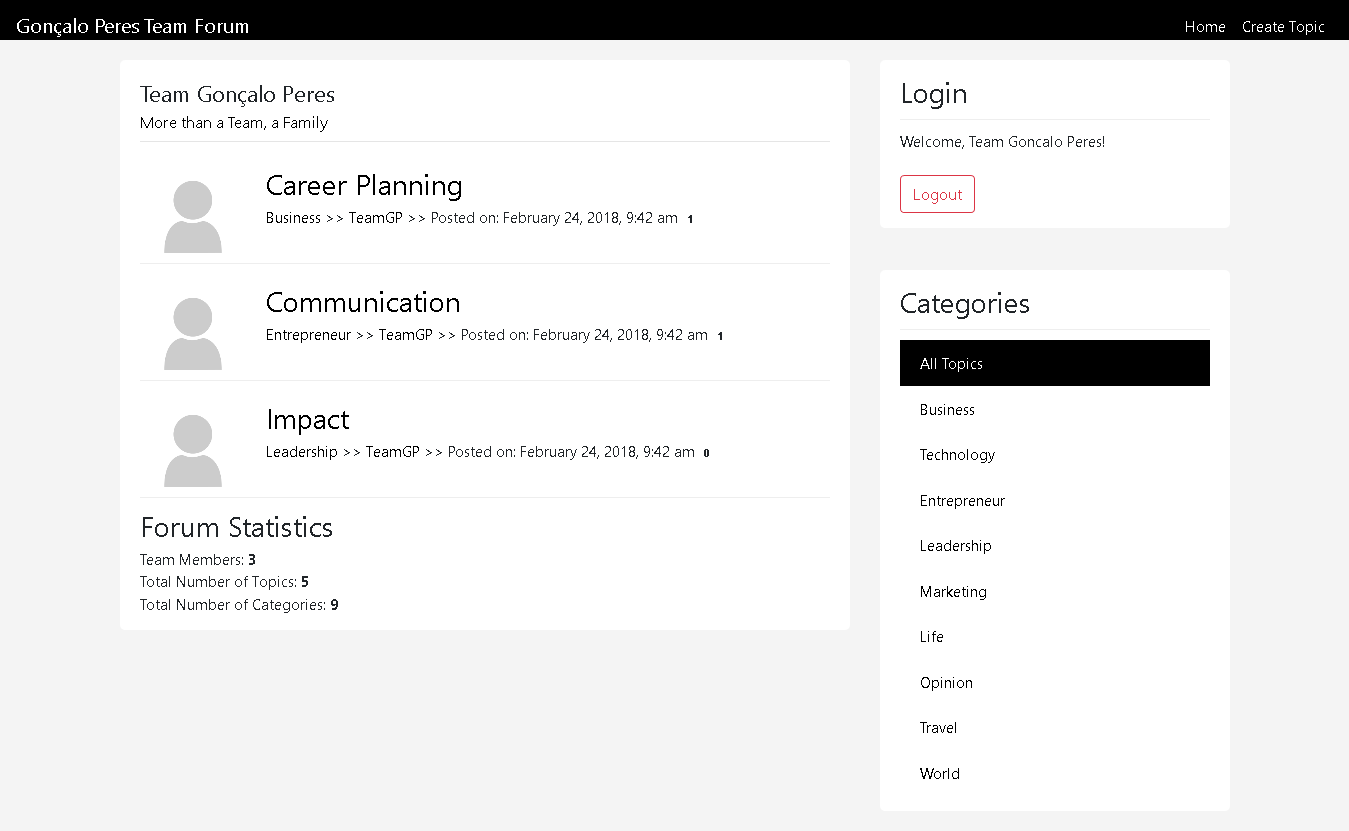 Gonçalo Peres Team Forum
Home
Create Topic
Team Gonçalo Peres
More than a Team, a Family
Career Planning
Business >> TeamGP >> Posted on: February 24, 2018, 9:42 am 1
Communication
Entrepreneur >> TeamGP >> Posted on: February 24, 2018, 9:42 am 1
Impact
Leadership >> TeamGP >> Posted on: February 24, 2018, 9:42 am 0
Forum Statistics
Team Members: 3
Total Number of Topics: 5
Total Number of Categories: 9
Login
Welcome, Team Goncalo Peres!
Logout
Categories
All Topics
Business
Technology
Entrepreneur
Leadership
Marketing
Life
Opinion
Travel
World